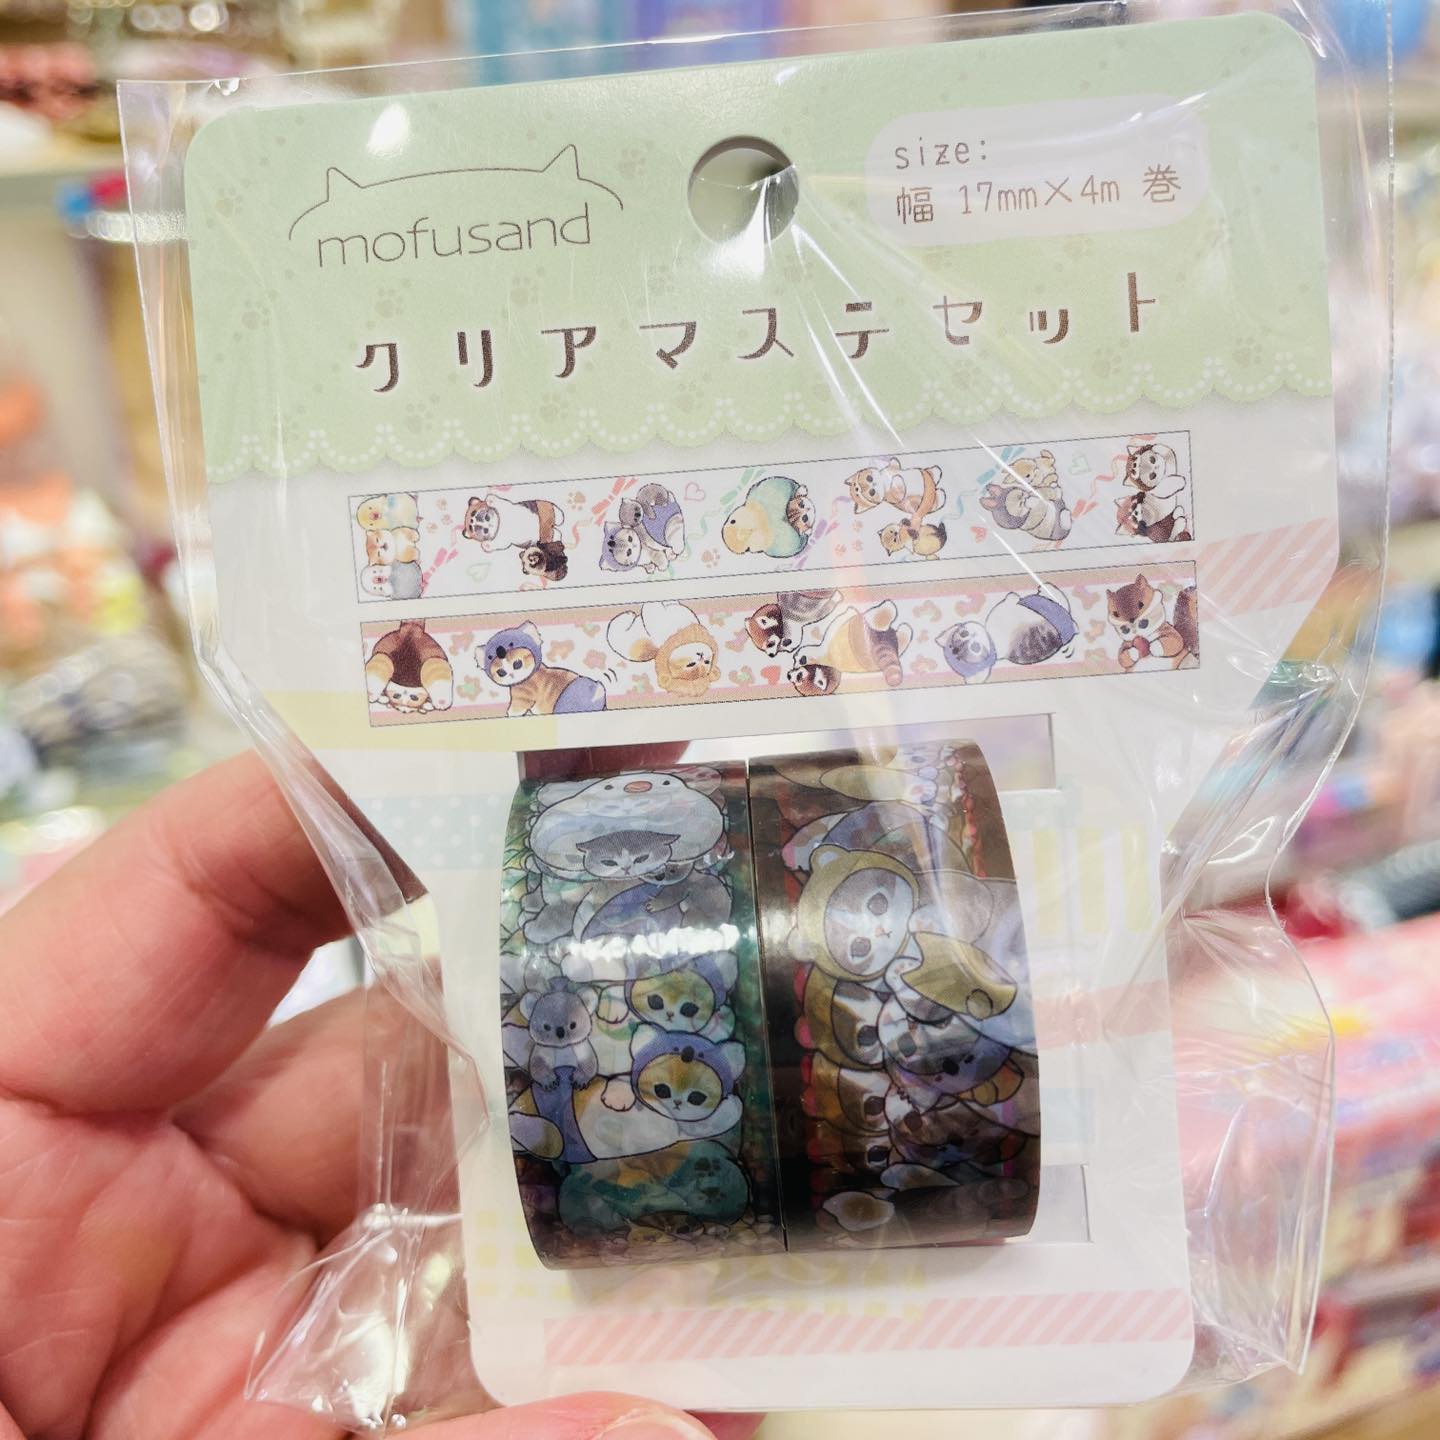 mofusand
size:
幅 17mm×4m 巻
クリアマステセット